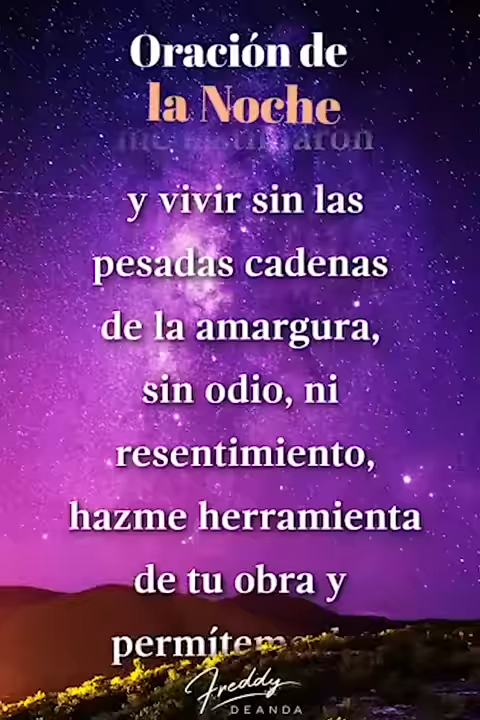 Oración de
la Noche
y vivir sin las
pesadas cadenas
de la amargura,
sin odio, ni
resentimiento,
hazme herramienta
de tu obra y
Freddy
DEANDA